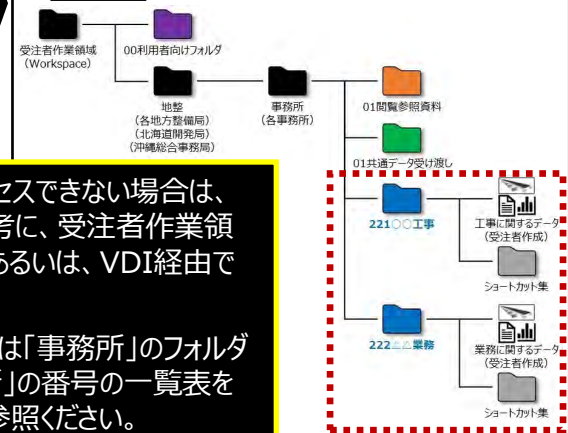 受注者作業領域
(Workspace)
00利用者向けフォルダ
地整
(各地方整備局)
(北海道開発局)
(沖縄総合事務局)
事務所
(各事務所)
01閲覧参照資料
01共通データ受け渡し
221○○工事
工事に関するデータ
(受注者作成)
ショートカット集
222△△業務
業務に関するデータ
(受注者作成)
ショートカット集
セスできない場合は、
考に、受注者作業領
あるいは、VDI経由で
は「事務所」のフォルダ
」の番号の一覧表を
参照ください。